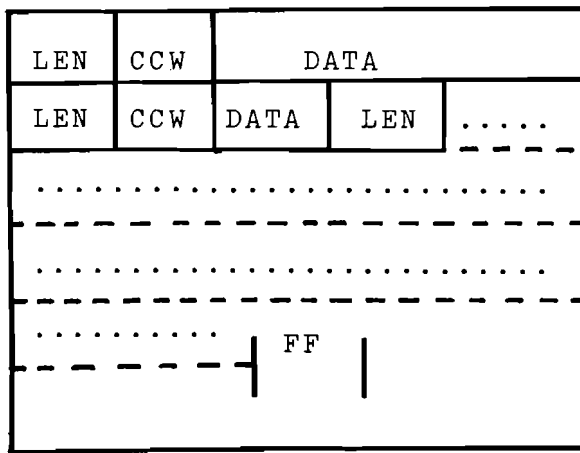 LEN CCW DATA
LEN CCW DATA LEN .....
...........................
...........................
..........
FF